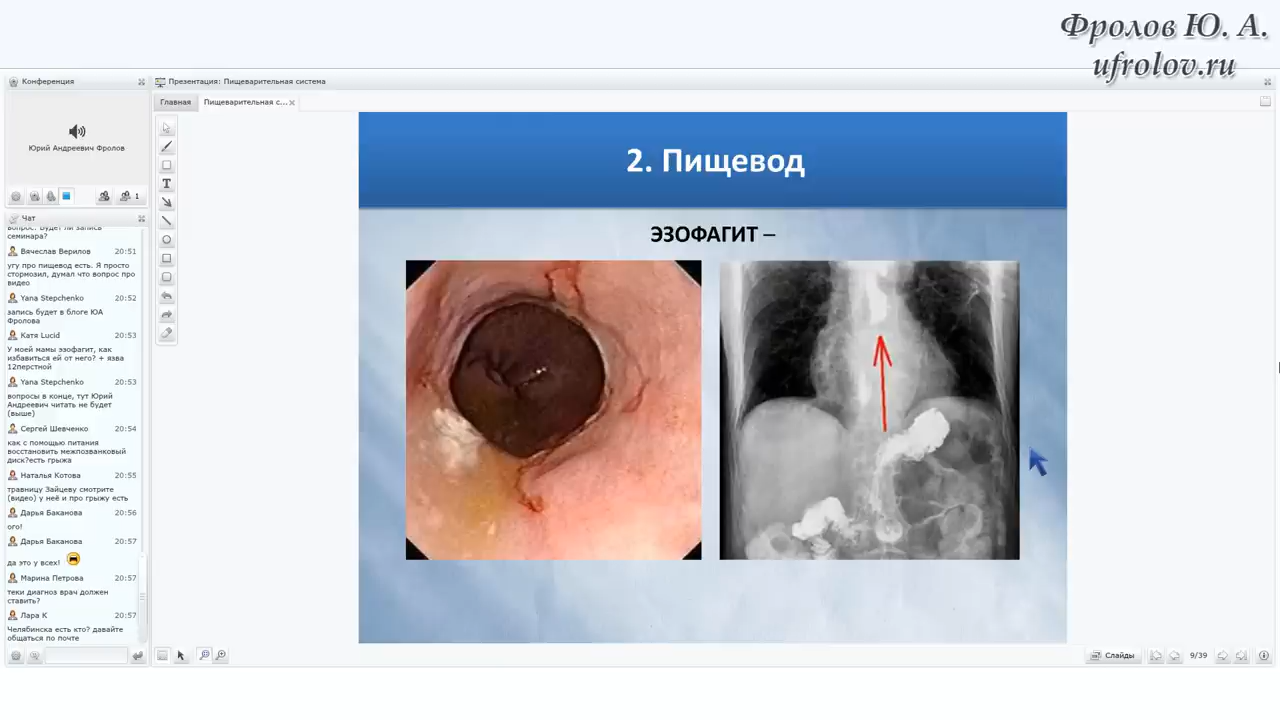 Фролов Ю. А.
ufrolov.ru
Конференция
Юрий Андреевич Фролов
1
Чат
вопрос. Будет ли запись
семинара?
Вячеслав Верилов 20:51
угу про пищевод есть. Я просто
стормозил, думал что вопрос про
видео
Yana Stepchenko 20:52
запись будет в блоге ЮА
Фролова
Катя Lucid 20:53
У моей мамы эзофагит, как
избавиться ей от него? + язва
12перстной
Yana Stepchenko 20:53
вопросы в конце, тут Юрий
Андреевич читать не будет
(выше)
Сергей Шевченко 20:54
как с помощью питания
восстановить межпозванковый
диск?есть грыжа
Наталья Котова 20:55
травницу Зайцеву смотрите
(видео) у неё и про грыжу есть
Дарья Баканова 20:56
ого!
Дарья Баканова 20:57
да это у всех!
Марина Петрова 20:57
теки диагноз врач должен
ставить?
Лара К 20:57
Челябинска есть кто? давайте
общаться по почте
Презентация: Пищеварительная система
Главная
Пищеварительная с...
T
2. Пищевод
ЭЗОФАГИТ –
Слайды
9/39